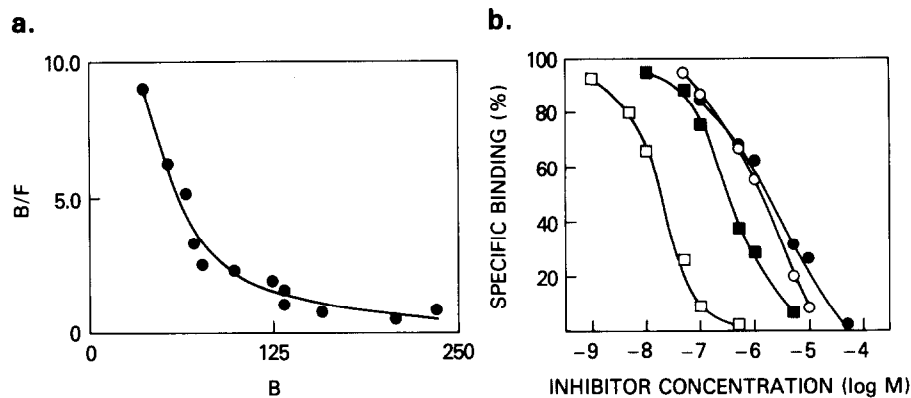 a.
10.0
5.0
0
B/F
0
125
250
B
b.
100
80
60
40
20
SPECIFIC BINDING (%)
−9
−8
−7
−6
−5
−4
INHIBITOR CONCENTRATION (log M)